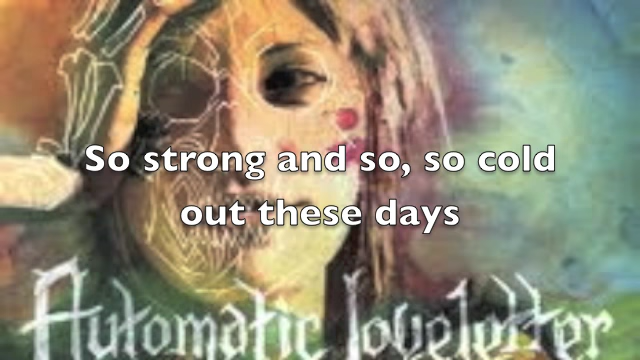 So strong and so, so cold
out these days
Automatic loveletter